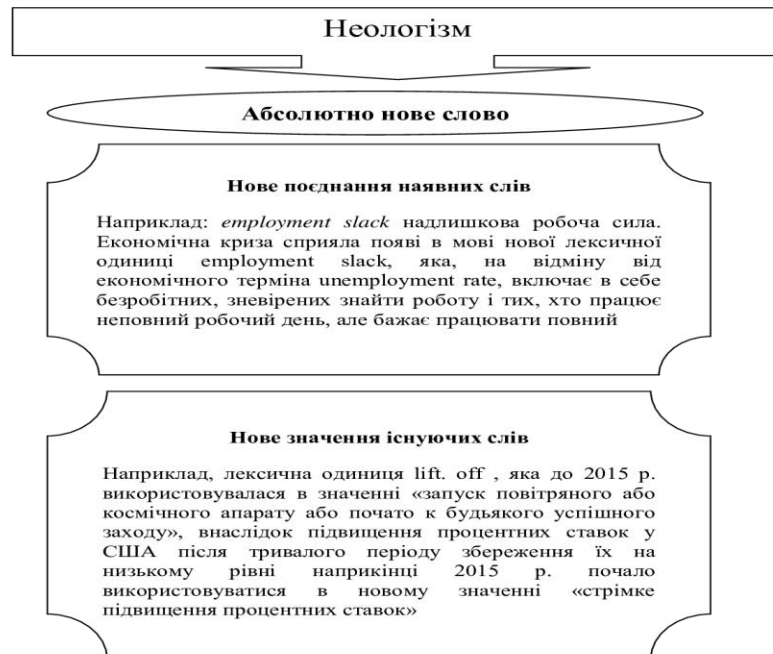 Неологізм
Абсолютно нове слово
Нове поєднання наявних слів
Наприклад: employment slack надлишкова робоча сила.
Економічна криза сприяла появі в мові нової лексичної
одиниці employment slack, яка, на відміну від
економічного терміна unemployment rate, включає в себе
безробітних, зневірених знайти роботу і тих, хто працює
неповний робочий день, але бажає працювати повний
Нове значення існуючих слів
Наприклад, лексична одиниця lift. off , яка до 2015 р.
використовувалася в значенні «запуск повітряного або
космічного апарату або почато к будьякого успішного
заходу», внаслідок підвищення процентних ставок у
США після тривалого періоду збереження їх на
низькому рівні наприкінці 2015 р. почало
використовуватися в новому значенні «стрімке
підвищення процентних ставок»